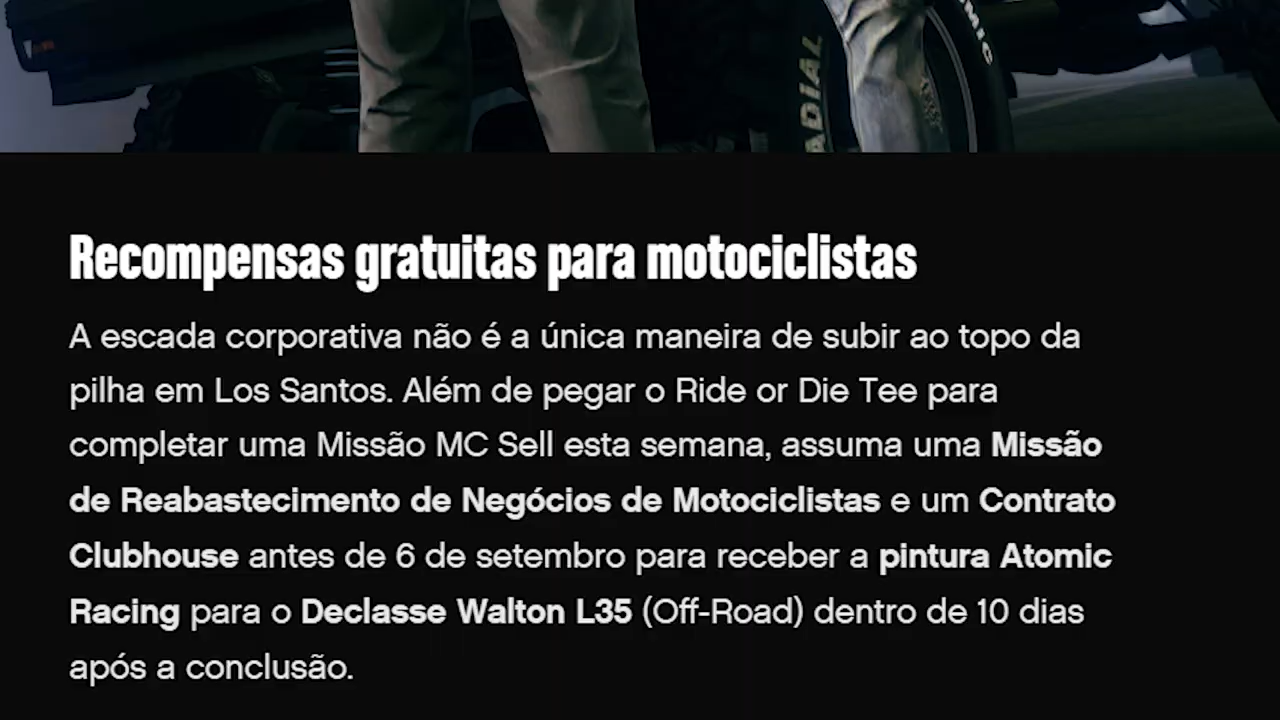 ADIAL
Recompensas gratuitas para motociclistas
A escada corporativa não é a única maneira de subir ao topo da
pilha em Los Santos. Além de pegar o Ride or Die Tee para
completar uma Missão MC Sell esta semana, assuma uma Missão
de Reabastecimento de Negócios de Motociclistas e um Contrato
Clubhouse antes de 6 de setembro para receber a pintura Atomic
Racing para o Declasse Walton L35 (Off-Road) dentro de 10 dias
após a conclusão.